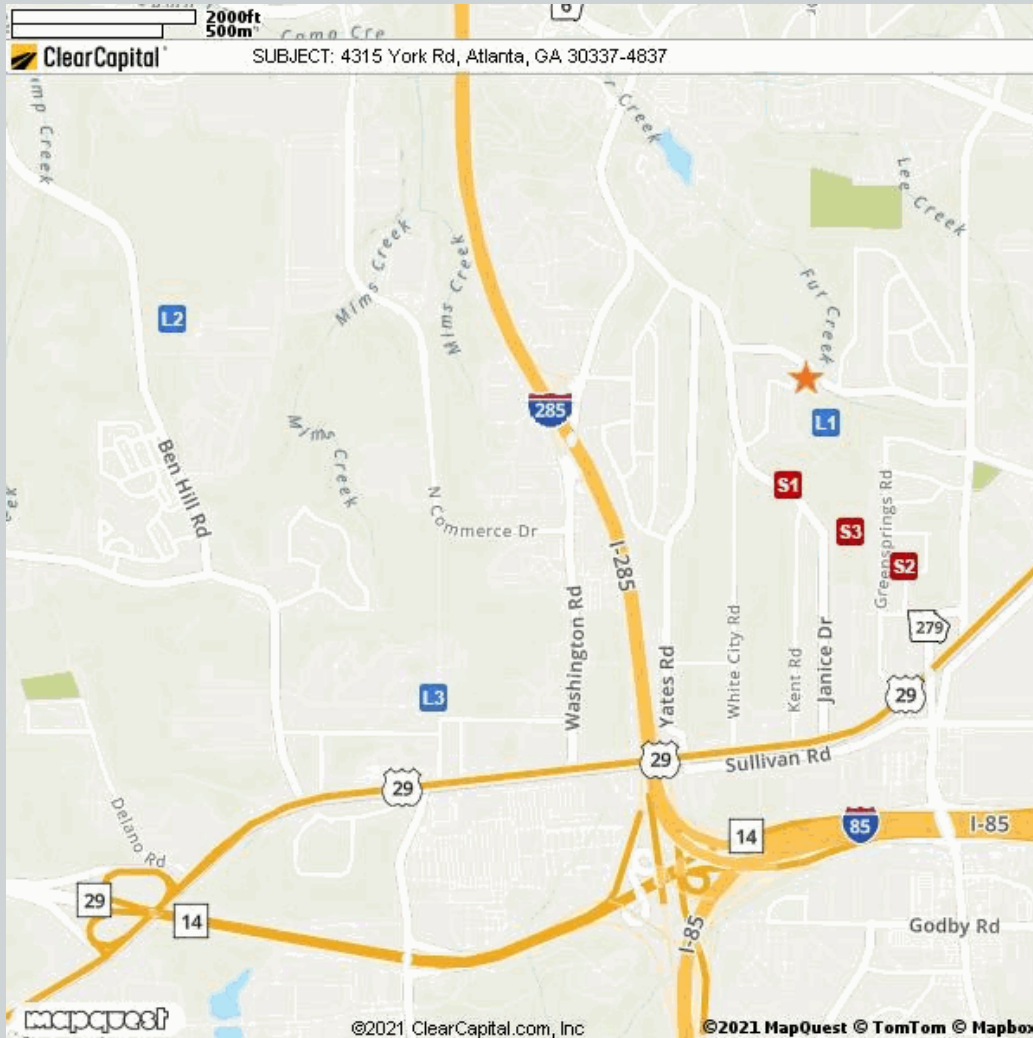 2000ft
500m
6
ClearCapital
SUBJECT: 4315 York Rd, Atlanta, GA 30337-4837
Creek
Lee Creek
Mims Creek
Mims Creek
Fur Creek
L2
285
L1
Mims Creek
Ben Hill Rd
N Commerce Dr
S1
S3
Greensprings Rd
S2
I-285
Washington Rd
Yates Rd
White City Rd
Kent Rd
Janice Dr
279
L3
29
29
29
Sullivan Rd
Delano Rd
14
85
I-85
29
14
I-85
Godby Rd
mapquest
©2021 ClearCapital.com, Inc
©2021 MapQuest © TomTom © Mapbox